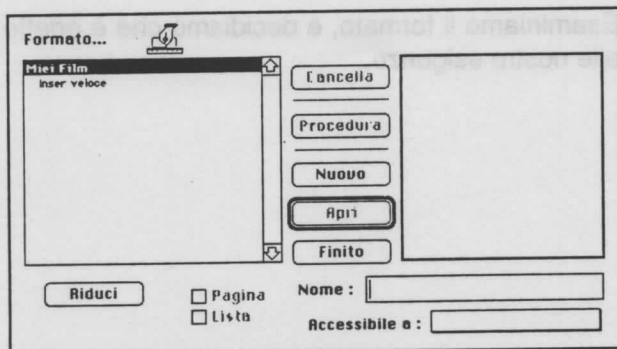 Esaminiamo il formato, e decidiamo che è quello
alle nostre esigenze.
Formato...
Miei Film
inser veloce
Cancella
Procedura
Nuovo
Apri
Finito
Riduci
Pagina
Lista
Nome :
Accessibile a :